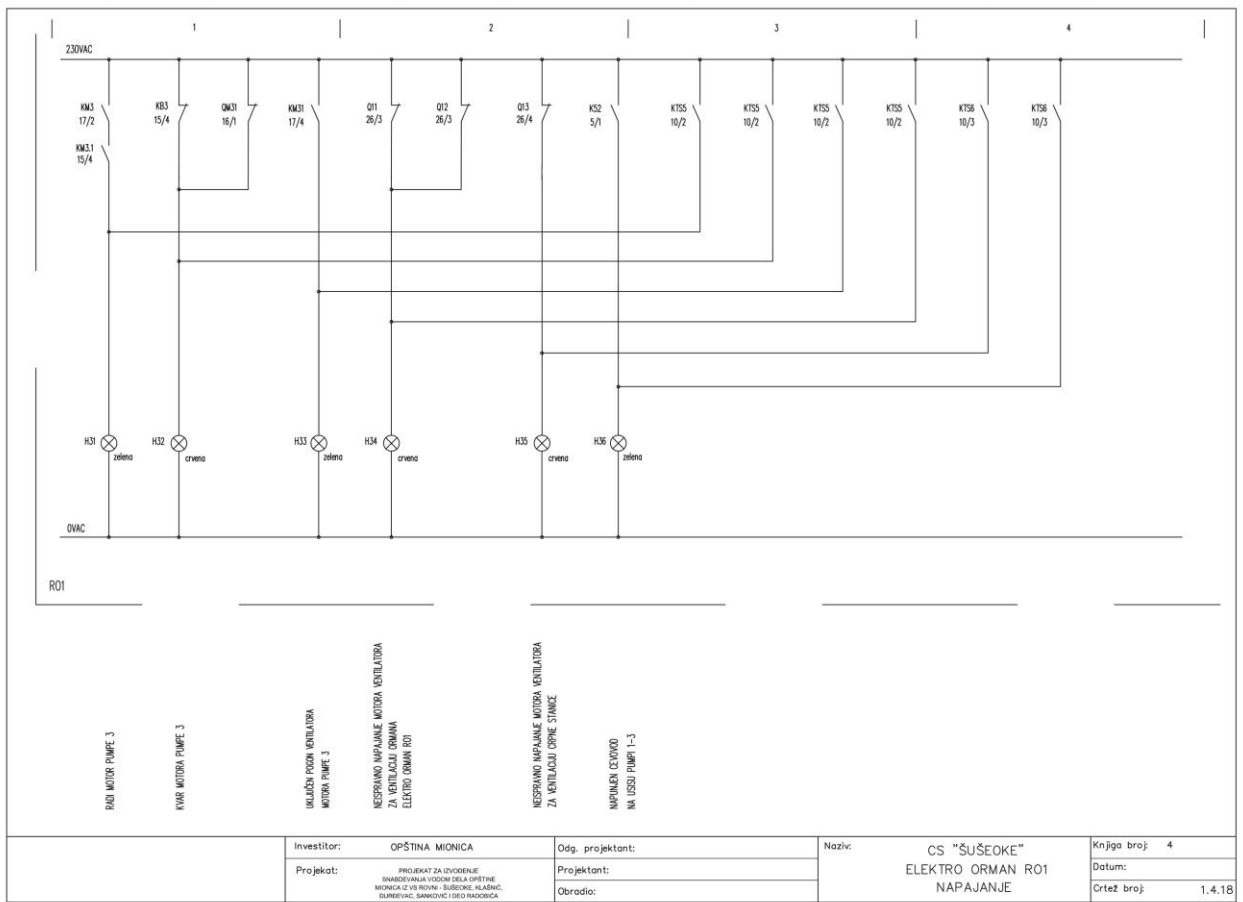 1 2 3 4
230VAC
KM3
17/2
KB3
15/4
QM31
16/1
KM31
17/4
Q11
26/3
Q12
26/3
Q13
26/4
K52
5/1
KTS5
10/2
KTS5
10/2
KTS5
10/2
KTS5
10/2
KTS6
10/3
KTS6
10/3
KM3.1
15/4
H31
zelena
H32
crvena
H33
zelena
H34
crvena
H35
crvena
H36
zelena
0VAC
R01
RADI MOTOR PUMPE 3
KVAR MOTORA PUMPE 3
UKLJUČEN POGON VENTILATORA
MOTORA PUMPE 3
NEISPRAVNO NAPAJANJE MOTORA VENTILATORA
ZA VENTILACIJU ORMANA
ELEKTRO ORMAN R01
NEISPRAVNO NAPAJANJE MOTORA VENTILATORA
ZA VENTILACIJU CRPNE STANICE
NAPUNJEN CEVOVOD
NA USISU PUMPI 1-3
Investitor: OPŠTINA MIONICA
Projekat: PROJEKAT ZA IZVOĐENJE
SNABDEVANJA VODOM DELA OPŠTINE
MIONICA IZ VS ROVNI - ŠUŠEOKE, KLAŠNIĆ,
ĐURĐEVAC, SANKOVIĆ I DEO RADOBIĆA
Odg. projektant:
Projektant:
Obradio:
Naziv: CS "ŠUŠEOKE"
ELEKTRO ORMAN RO1
NAPAJANJE
Knjiga broj: 4
Datum:
Crtež broj: 1.4.18